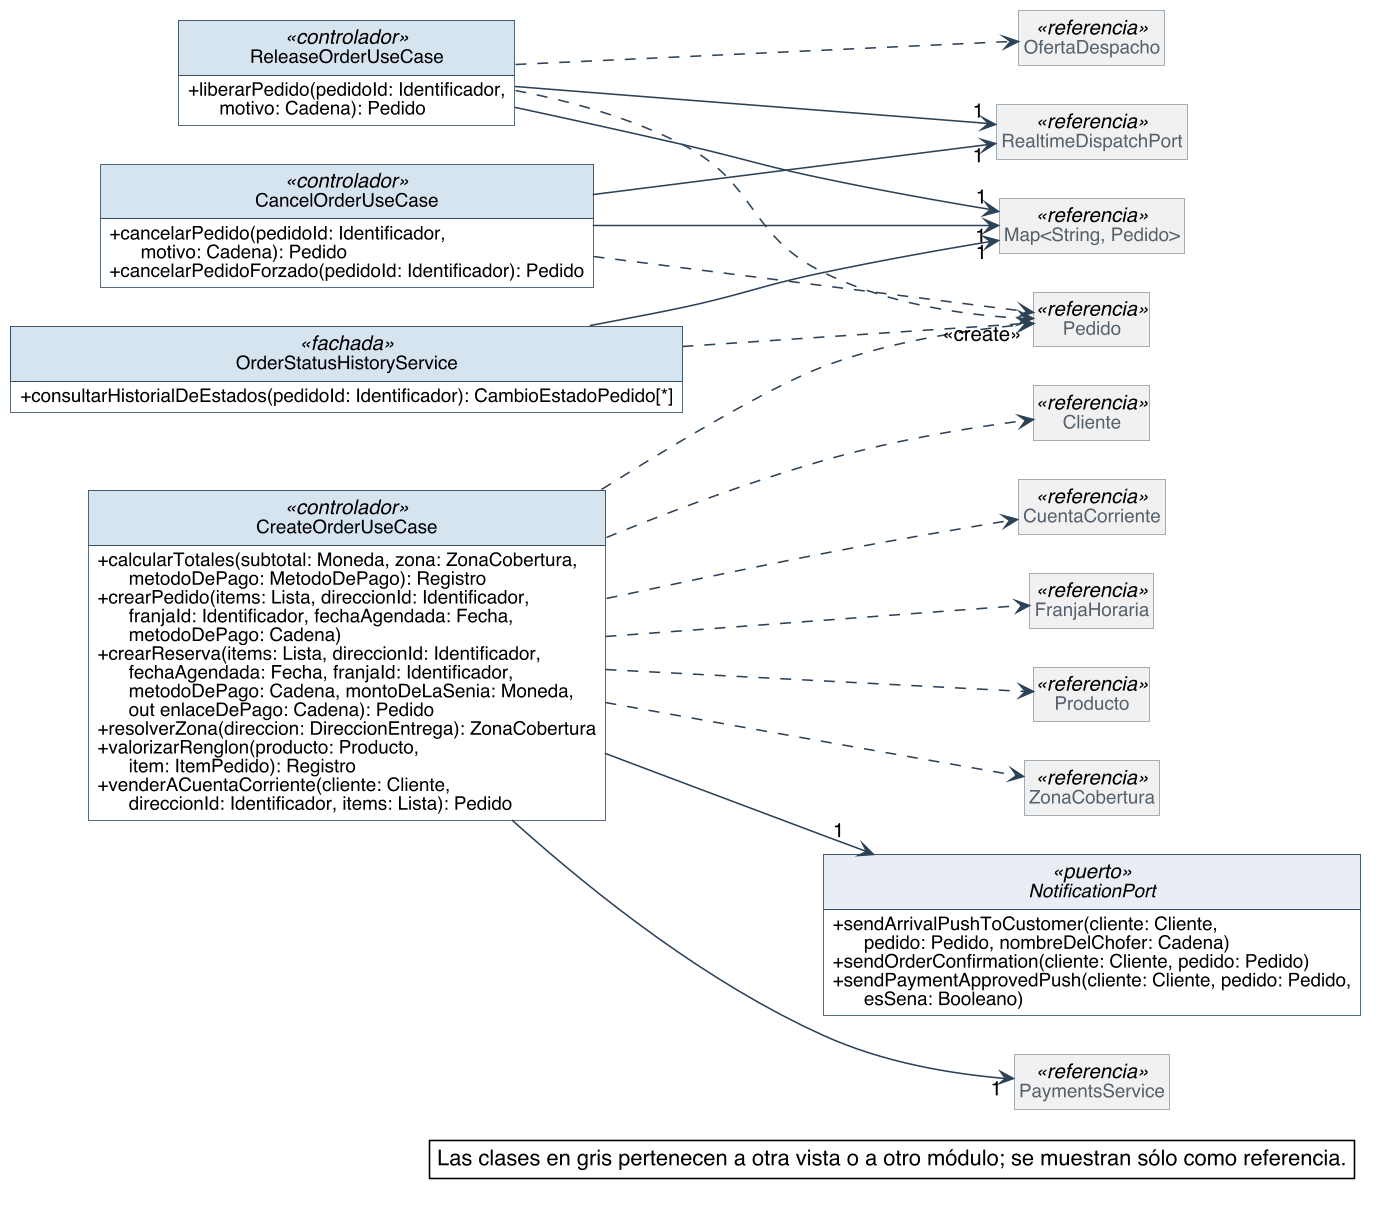 «controlador»
ReleaseOrderUseCase
+liberarPedido(pedidoId: Identificador,
motivo: Cadena): Pedido
«controlador»
CancelOrderUseCase
+cancelarPedido(pedidoId: Identificador,
motivo: Cadena): Pedido
+cancelarPedidoForzado(pedidoId: Identificador): Pedido
«fachada»
OrderStatusHistoryService
+consultarHistorialDeEstados(pedidoId: Identificador): CambioEstadoPedido[*]
«controlador»
CreateOrderUseCase
+calcularTotales(subtotal: Moneda, zona: ZonaCobertura,
metodoDePago: MetodoDePago): Registro
+crearPedido(items: Lista, direccionId: Identificador,
franjaId: Identificador, fechaAgendada: Fecha,
metodoDePago: Cadena)
+crearReserva(items: Lista, direccionId: Identificador,
fechaAgendada: Fecha, franjaId: Identificador,
metodoDePago: Cadena, montoDeLaSenia: Moneda,
out enlaceDePago: Cadena): Pedido
+resolverZona(direccion: DireccionEntrega): ZonaCobertura
+valorizarRenglon(producto: Producto,
item: ItemPedido): Registro
+venderACuentaCorriente(cliente: Cliente,
direccionId: Identificador, items: Lista): Pedido
«referencia»
OfertaDespacho
1
«referencia»
RealtimeDispatchPort
1
1
«referencia»
Map<String, Pedido>
1
1
«referencia»
Pedido
«create»
«referencia»
Cliente
«referencia»
CuentaCorriente
«referencia»
FranjaHoraria
«referencia»
Producto
«referencia»
ZonaCobertura
1
«puerto»
NotificationPort
+sendArrivalPushToCustomer(cliente: Cliente,
pedido: Pedido, nombreDelChofer: Cadena)
+sendOrderConfirmation(cliente: Cliente, pedido: Pedido)
+sendPaymentApprovedPush(cliente: Cliente, pedido: Pedido,
esSena: Booleano)
«referencia»
PaymentsService
1
Las clases en gris pertenecen a otra vista o a otro módulo; se muestran sólo como referencia.